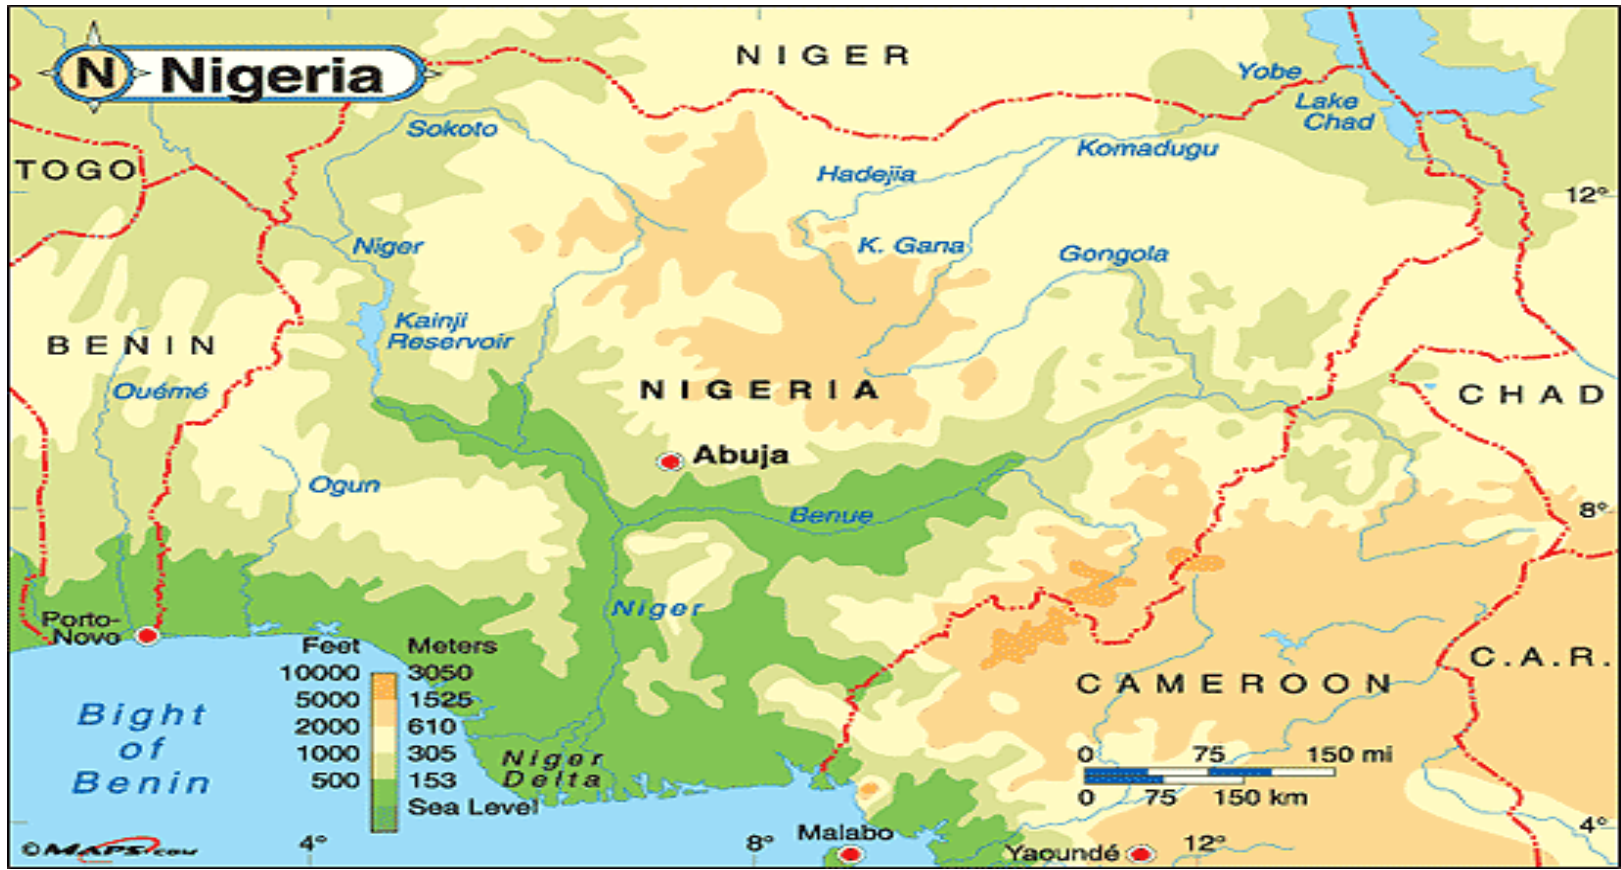 N Nigeria
NIGER
Yobe
Lake
Chad
Sokoto
Komadugu
TOGO
Hadejia
12°
Niger
K. Gana
Gongola
Kainji
Reservoir
BENIN
Ouémé
NIGERIA
CHAD
Abuja
Ogun
Benue
8°
Niger
Porto-
Novo
Feet Meters
10000 3050
5000 1525
2000 610
1000 305
500 153
Sea Level
C.A.R.
CAMEROON
Bight
of
Benin
Niger
Delta
0 75 150 mi
0 75 150 km
Malabo
Yaoundé
4°
8°
12°
4°
©MAPS.COM